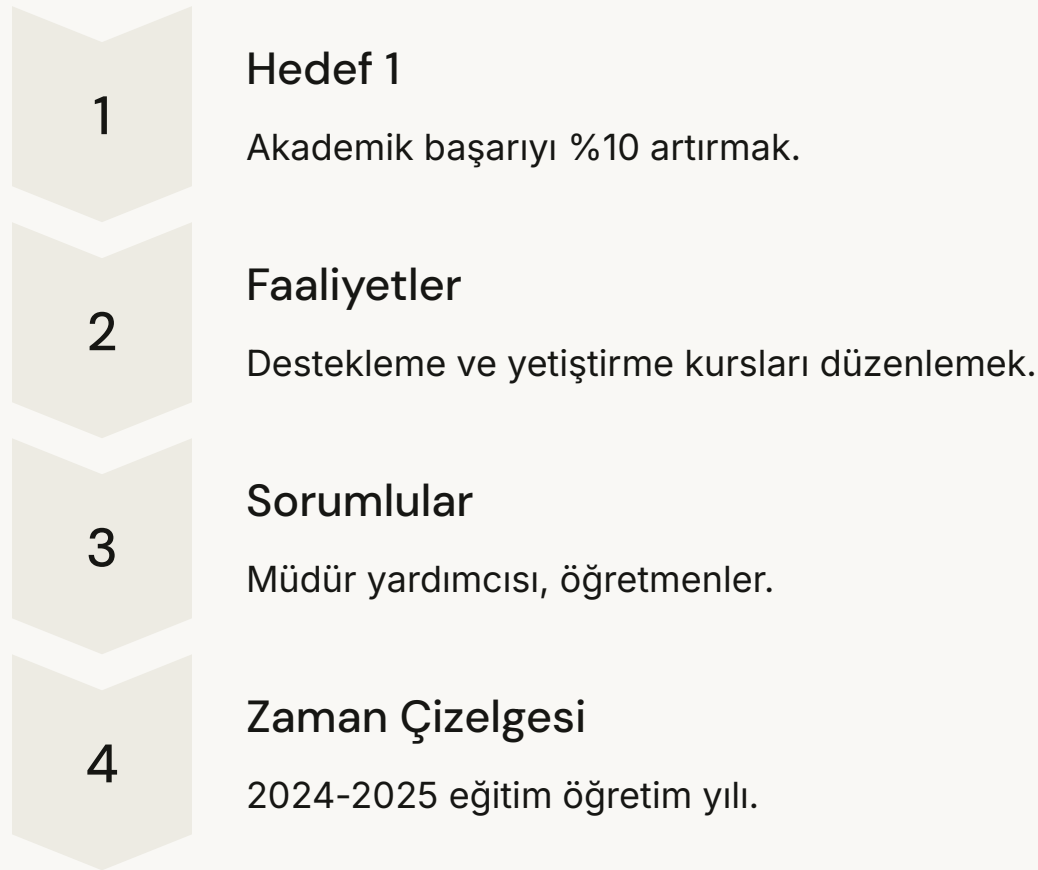 1
Hedef 1
Akademik başarıyı %10 artırmak.
2
Faaliyetler
Destekleme ve yetiştirme kursları düzenlemek.
3
Sorumlular
Müdür yardımcısı, öğretmenler.
4
Zaman Çizelgesi
2024-2025 eğitim öğretim yılı.